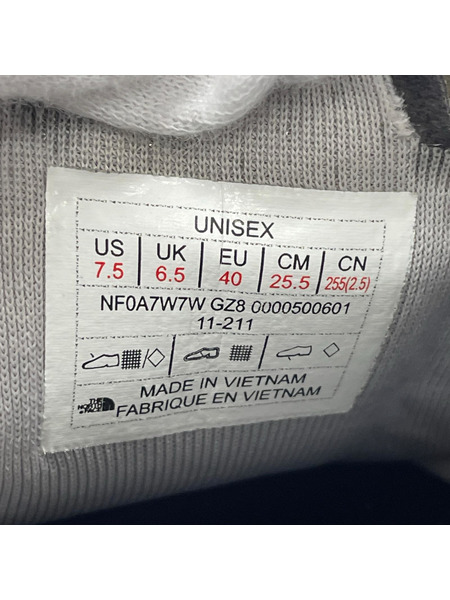 UNISEX
US UK EU CM CN
7.5 6.5 40 25.5 255(2.5)
NF0A7W7W GZ8 0000500601
11-211
MADE IN VIETNAM
THE NORTH FACE FABRIQUE EN VIETNAM